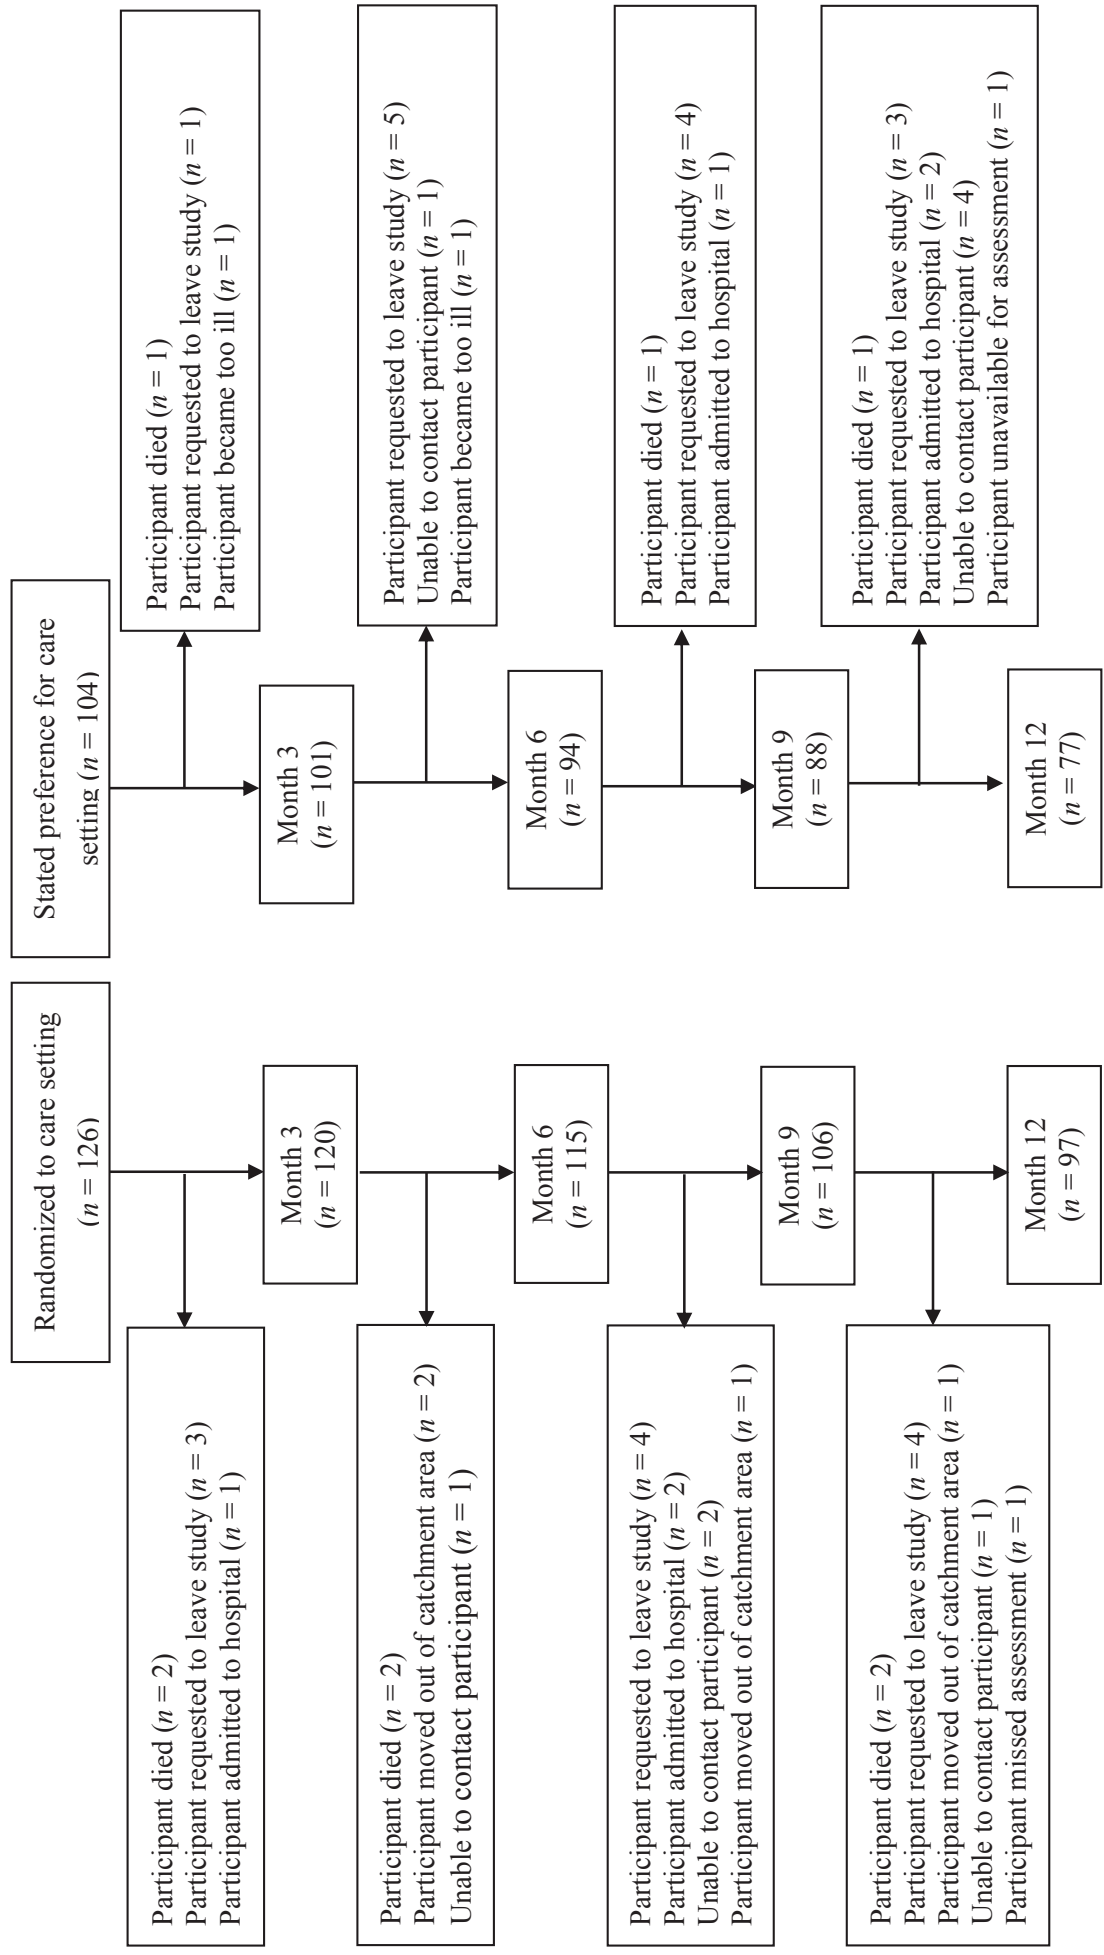 Randomized to care setting
(n = 126)
Stated preference for care
setting (n = 104)
Participant died (n = 2)
Participant requested to leave study (n = 3)
Participant admitted to hospital (n = 1)
Participant died (n = 1)
Participant requested to leave study (n = 1)
Participant became too ill (n = 1)
Month 3
(n = 120)
Month 3
(n = 101)
Participant died (n = 2)
Participant moved out of catchment area (n = 2)
Unable to contact participant (n = 1)
Participant requested to leave study (n = 5)
Unable to contact participant (n = 1)
Participant became too ill (n = 1)
Month 6
(n = 115)
Month 6
(n = 94)
Participant requested to leave study (n = 4)
Participant admitted to hospital (n = 2)
Unable to contact participant (n = 2)
Participant moved out of catchment area (n = 1)
Participant died (n = 1)
Participant requested to leave study (n = 4)
Participant admitted to hospital (n = 1)
Month 9
(n = 106)
Month 9
(n = 88)
Participant died (n = 2)
Participant requested to leave study (n = 4)
Participant moved out of catchment area (n = 1)
Unable to contact participant (n = 1)
Participant missed assessment (n = 1)
Participant died (n = 1)
Participant requested to leave study (n = 3)
Participant admitted to hospital (n = 2)
Unable to contact participant (n = 4)
Participant unavailable for assessment (n = 1)
Month 12
(n = 97)
Month 12
(n = 77)